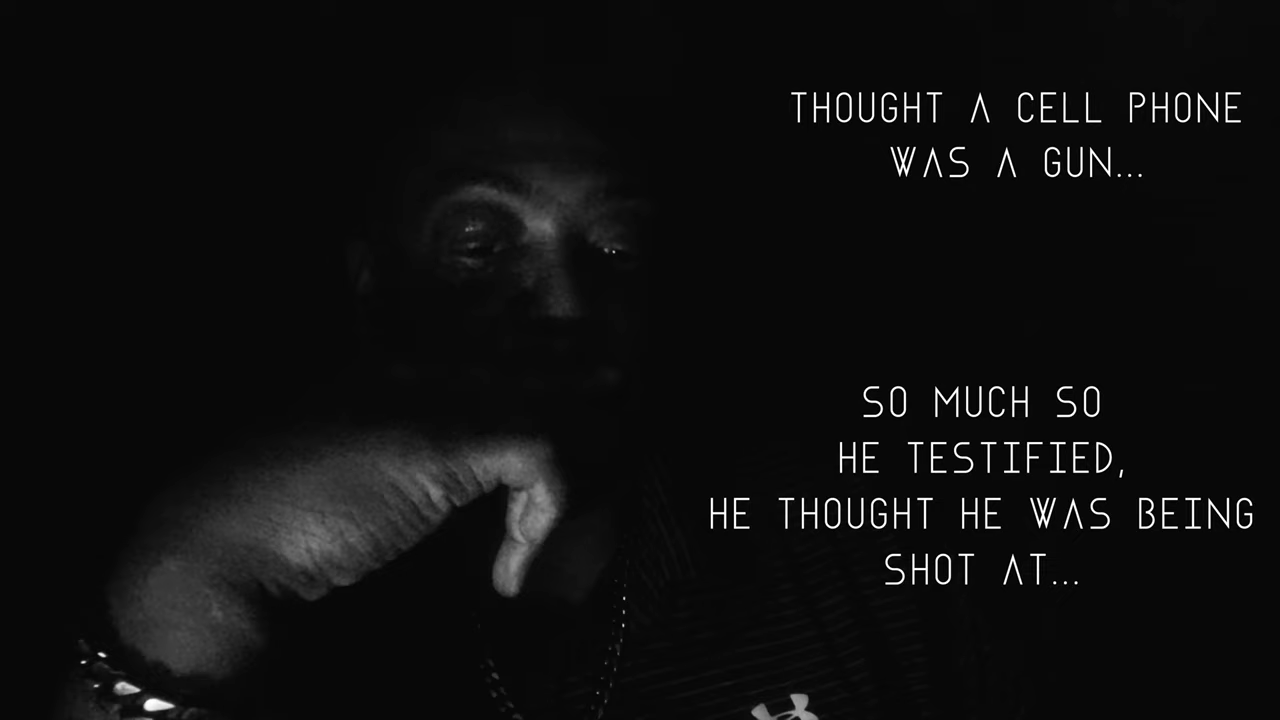 THOUGHT A CELL PHONE
WAS A GUN...
SO MUCH SO
HE TESTIFIED,
HE THOUGHT HE WAS BEING
SHOT AT...